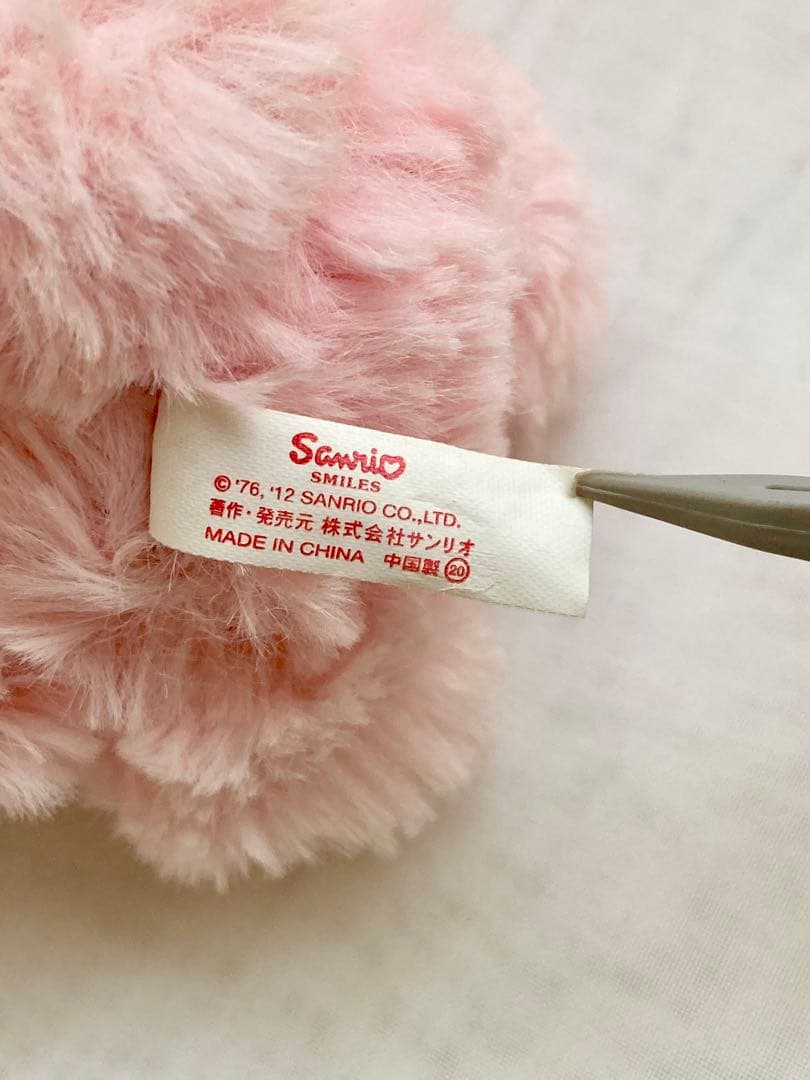 Sanrio
SMILES
© '76, '12 SANRIO CO.,LTD.
著作・発売元 株式会社サンリオ
MADE IN CHINA 中国製 ⑳